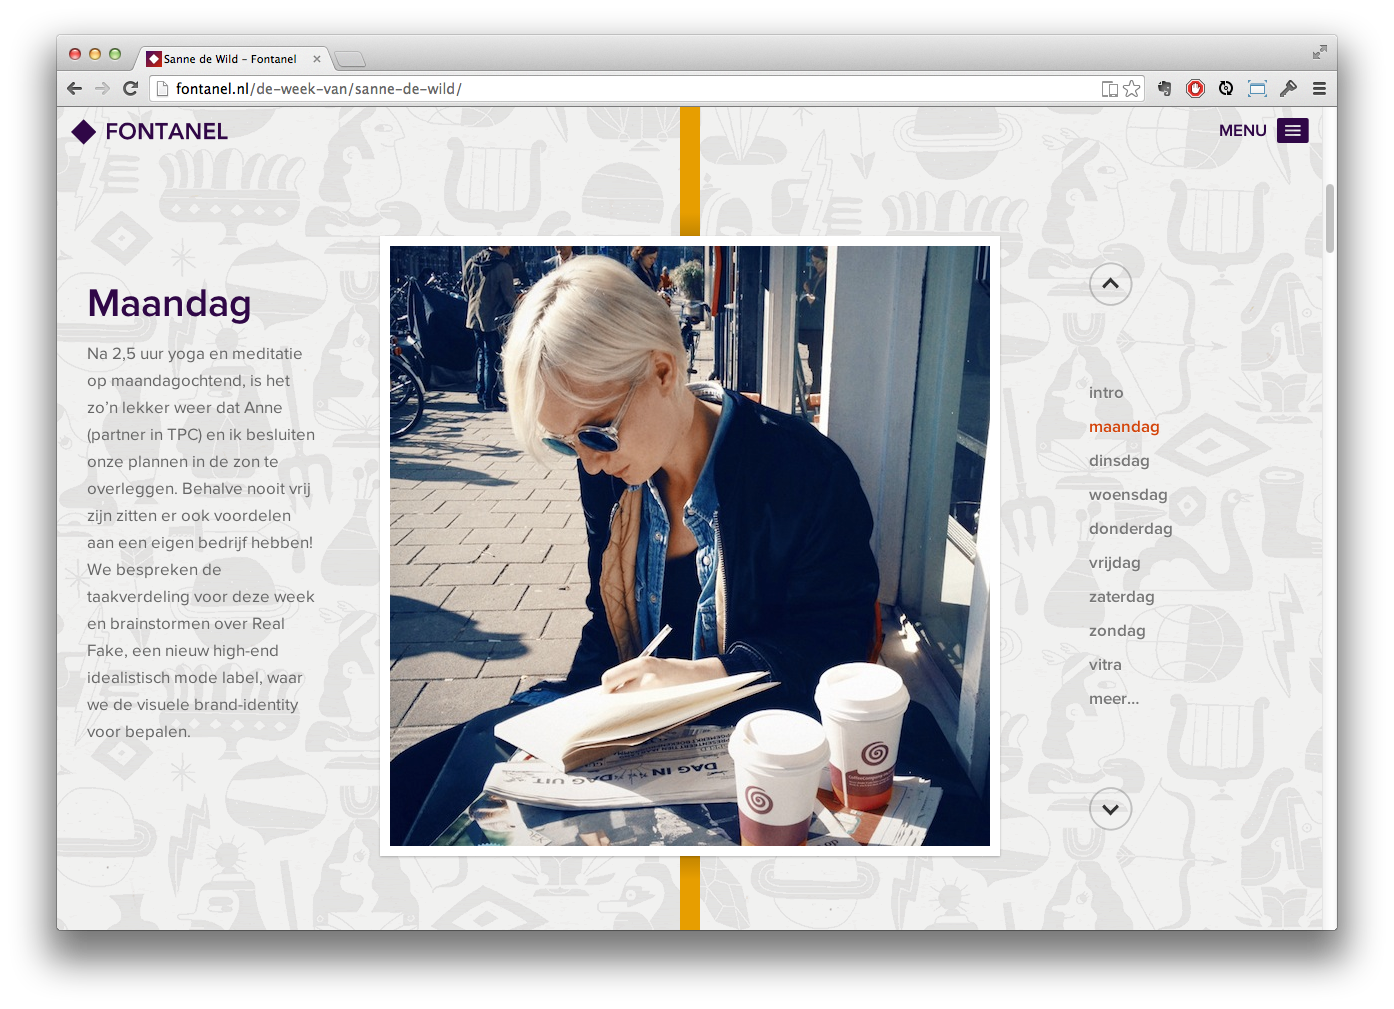 Sanne de Wild – Fontanel
fontanel.nl/de-week-van/sanne-de-wild/
FONTANEL
MENU
Maandag
Na 2,5 uur yoga en meditatie
op maandagochtend, is het
zo’n lekker weer dat Anne
(partner in TPC) en ik besluiten
onze plannen in de zon te
overleggen. Behalve nooit vrij
zijn zitten er ook voordelen
aan een eigen bedrijf hebben!
We bespreken de
taakverdeling voor deze week
en brainstormen over Real
Fake, een nieuw high-end
idealistisch mode label, waar
we de visuele brand-identity
voor bepalen.
DAG IN DAG UIT
intro
maandag
dinsdag
woensdag
donderdag
vrijdag
zaterdag
zondag
vitra
meer...